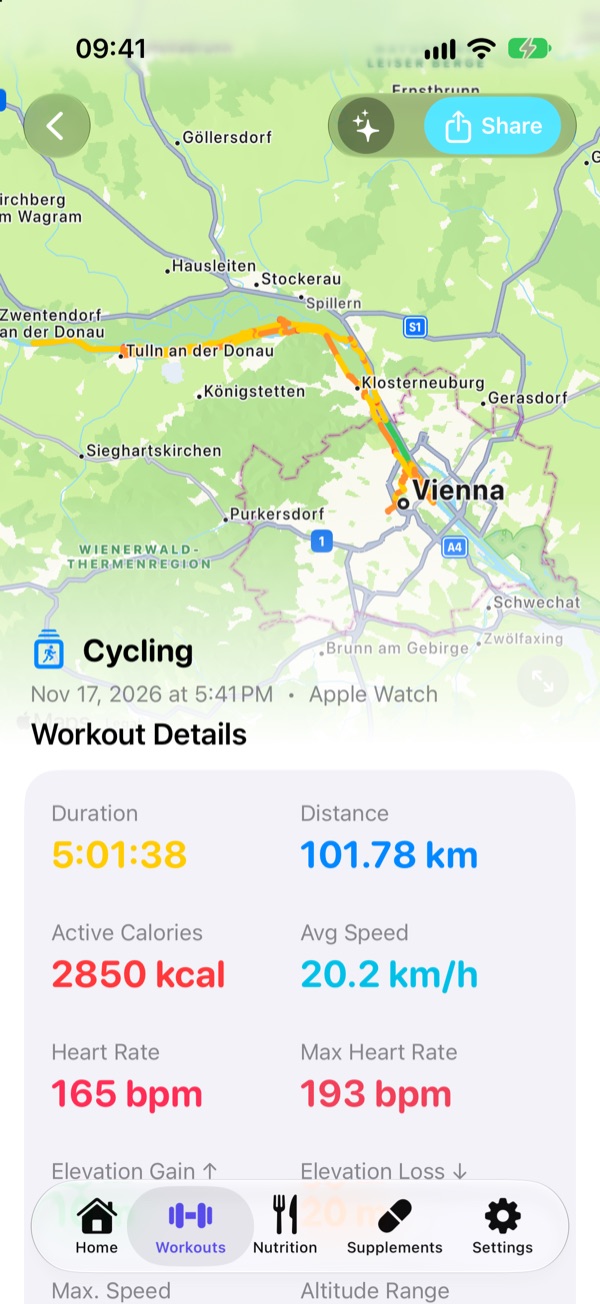 09:41
LEISER BERGE
Ernstbrunn
Share
Göllersdorf
irchberg
m Wagram
Hausleiten
Stockerau
Spillern
Zwentendorf
an der Donau
S1
Tulln an der Donau
Klosterneuburg
Königstetten
Gerasdorf
Sieghartskirchen
Vienna
Purkersdorf
1
A4
WIENERWALD-
THERMENREGION
Schwechat
Zwölfaxing
Brunn am Gebirge
Cycling
Nov 17, 2026 at 5:41 PM • Apple Watch
Workout Details
Duration
Distance
5:01:38
101.78 km
Active Calories
Avg Speed
2850 kcal
20.2 km/h
Heart Rate
Max Heart Rate
165 bpm
193 bpm
Elevation Gain ↑
Elevation Loss ↓
20 m
Home
Workouts
Nutrition
Supplements
Settings
Max. Speed
Altitude Range